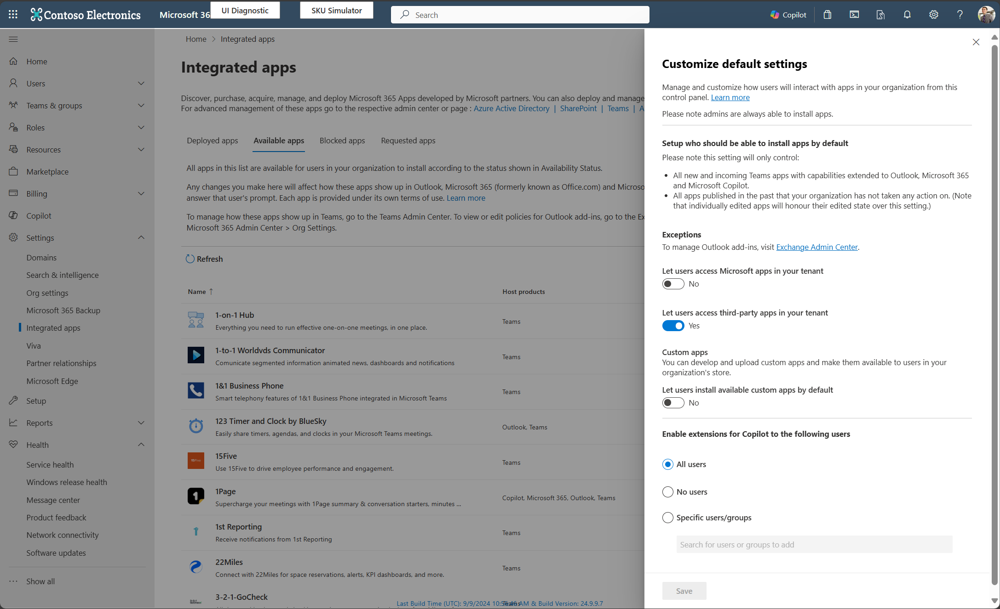 Contoso Electronics
Microsoft 36
UI Diagnostic
SKU Simulator
Search
Copilot
Home
Users
Teams & groups
Roles
Resources
Marketplace
Billing
Copilot
Settings
Domains
Search & intelligence
Org settings
Microsoft 365 Backup
Integrated apps
Viva
Partner relationships
Microsoft Edge
Setup
Reports
Health
Service health
Windows release health
Message center
Product feedback
Network connectivity
Software updates
Show all
Home > Integrated apps
Integrated apps
Discover, purchase, acquire, manage, and deploy Microsoft 365 Apps developed by Microsoft partners. You can also deploy and manage
For advanced management of these apps go to the respective admin center or page : Azure Active Directory | SharePoint | Teams | A
Deployed apps
Available apps
Blocked apps
Requested apps
All apps in this list are available for users in your organization to install according to the status shown in Availability Status.
Any changes you make here will affect how these apps show up in Outlook, Microsoft 365 (formerly known as Office.com) and Microso
answer that user's prompt. Each app is provided under its own terms of use. Learn more
To manage how these apps show up in Teams, go to the Teams Admin Center. To view or edit policies for Outlook add-ins, go to the Ex
Microsoft 365 Admin Center > Org Settings.
Refresh
Name ↑
Host products
1-on-1 Hub
Everything you need to run effective one-on-one meetings, in one place.
Teams
1-to-1 Worldvds Communicator
Comunicate segmented information animated news, dashboards and notifications
Teams
1&1 Business Phone
Smart telephony features of 1&1 Business Phone integrated in Microsoft Teams
Teams
123 Timer and Clock by BlueSky
Easily share timers, agendas, and clocks in your Microsoft Teams meetings.
Outlook, Teams
15Five
15Five
Use 15Five to drive employee performance and engagement.
Teams
1Page
Supercharge your meetings with 1Page summary & conversation starters, minutes ...
Copilot, Microsoft 365, Outlook, Teams
1st Reporting
Receive notifications from 1st Reporting
Teams
22Miles
Connect with 22Miles for space reservations, alerts, KPI dashboards, and more.
Teams
3-2-1-GoCheck
Teams
Last Build Time (UTC): 9/9/2024 10:56:46 AM & Build Version: 24.9.9.7
Customize default settings
Manage and customize how users will interact with apps in your organization from this
control panel. Learn more
Please note admins are always able to install apps.
Setup who should be able to install apps by default
Please note this setting will only control:
• All new and incoming Teams apps with capabilities extended to Outlook, Microsoft 365
and Microsoft Copilot.
• All apps published in the past that your organization has not taken any action on. (Note
that individually edited apps will honour their edited state over this setting.)
Exceptions
To manage Outlook add-ins, visit Exchange Admin Center.
Let users access Microsoft apps in your tenant
No
Let users access third-party apps in your tenant
Yes
Custom apps
You can develop and upload custom apps and make them available to users in your
organization's store.
Let users install available custom apps by default
No
Enable extensions for Copilot to the following users
All users
No users
Specific users/groups
Search for users or groups to add
Save